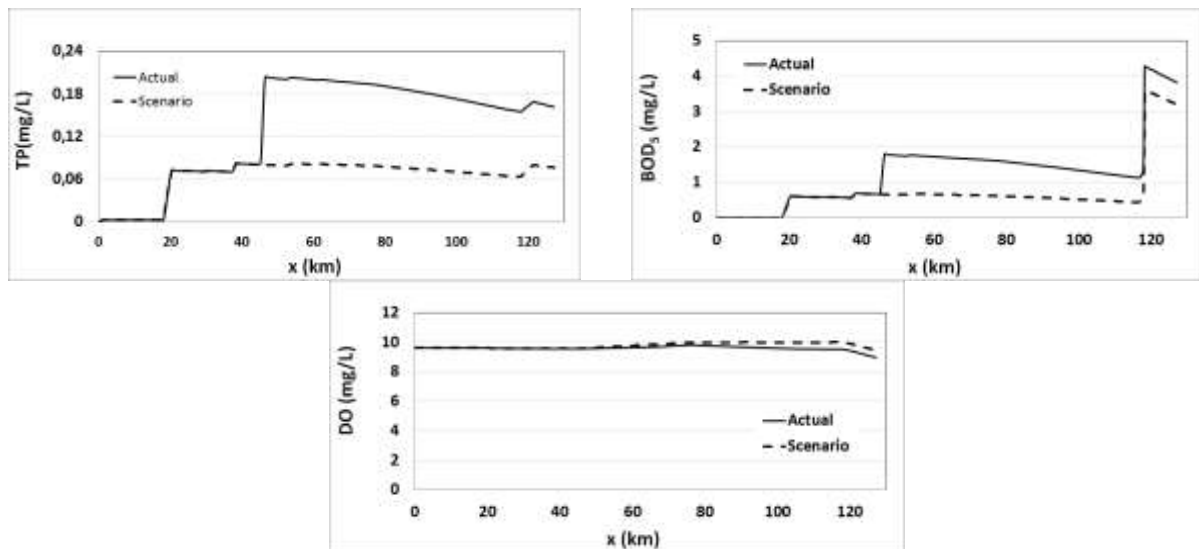 0,24
0,18
0,12
0,06
0
TP(mg/L)
Actual
Scenario
0 20 40 60 80 100 120
x (km)
5
4
3
2
1
0
BOD₅ (mg/L)
Actual
Scenario
0 20 40 60 80 100 120
x (km)
12
10
8
6
4
2
0
DO (mg/L)
Actual
Scenario
0 20 40 60 80 100 120
x (km)